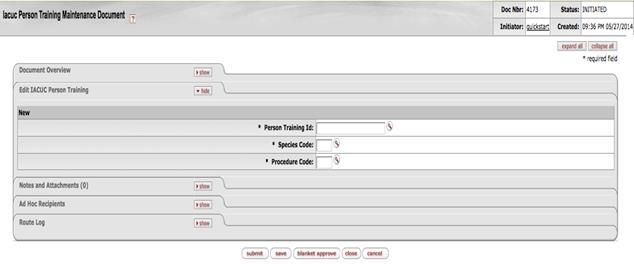 Iacuc Person Training Maintenance Document ?
Doc Nbr: 4173 Status: INITIATED
Initiator: quickstart Created: 09:36 PM 05/27/2014
expand all collapse all
* required field
Document Overview show
Edit IACUC Person Training hide
New
* Person Training Id:
* Species Code:
* Procedure Code:
Notes and Attachments (0) show
Ad Hoc Recipients show
Route Log show
submit save blanket approve close cancel